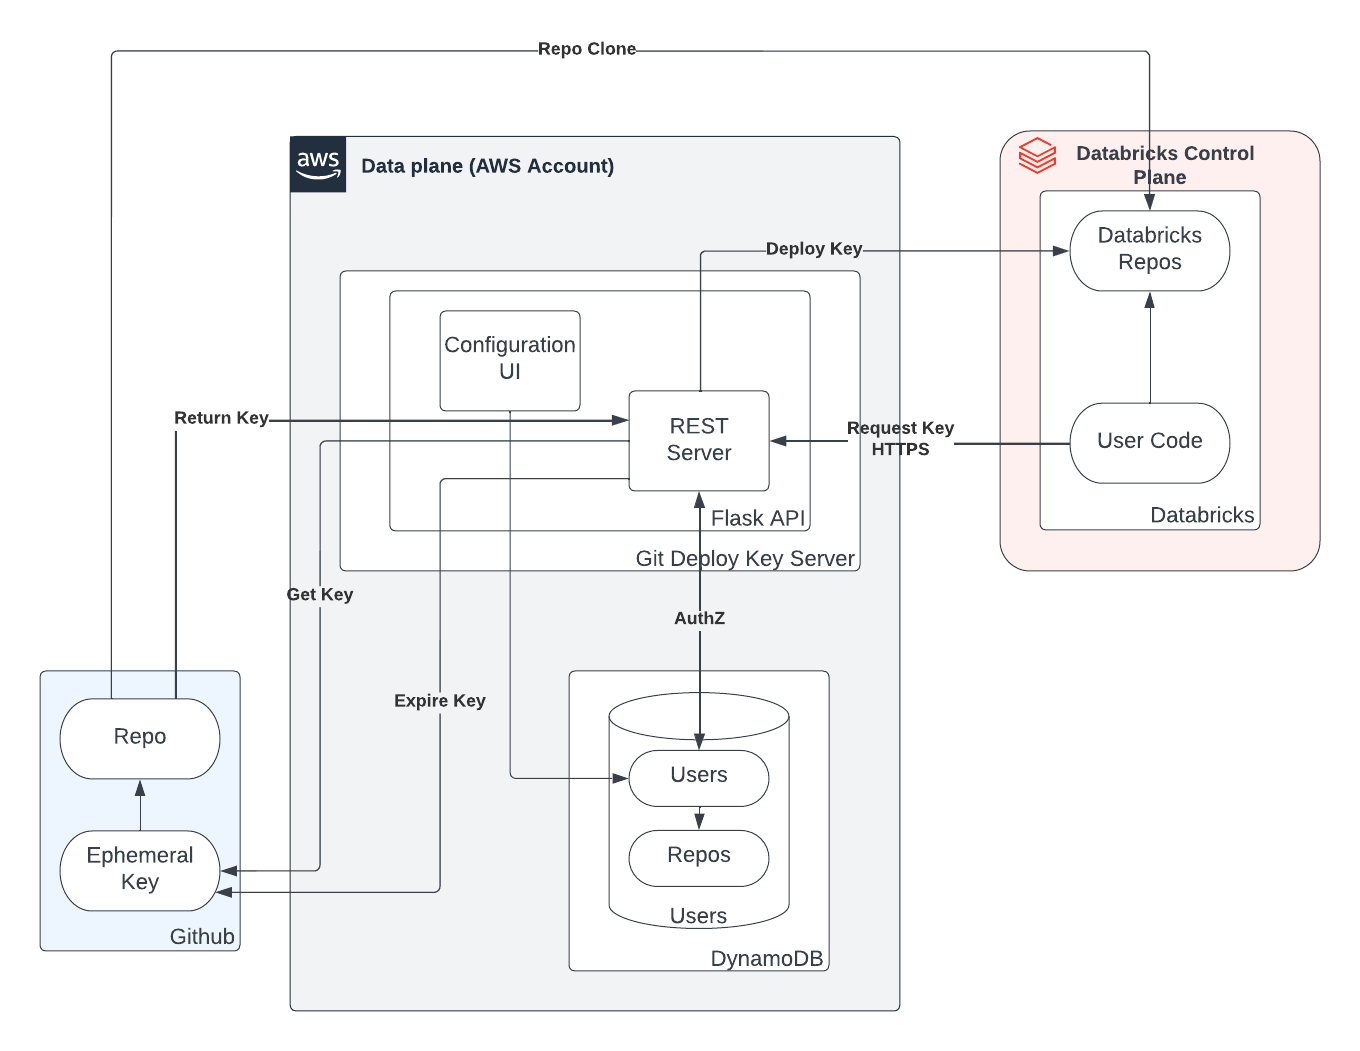 Repo Clone
aws
Data plane (AWS Account)
Databricks Control
Plane
Databricks
Repos
Deploy Key
Configuration
UI
Return Key
REST
Server
Request Key
HTTPS
User Code
Databricks
Flask API
Git Deploy Key Server
Get Key
AuthZ
Expire Key
Repo
Users
Ephemeral
Key
Repos
Users
Github
DynamoDB